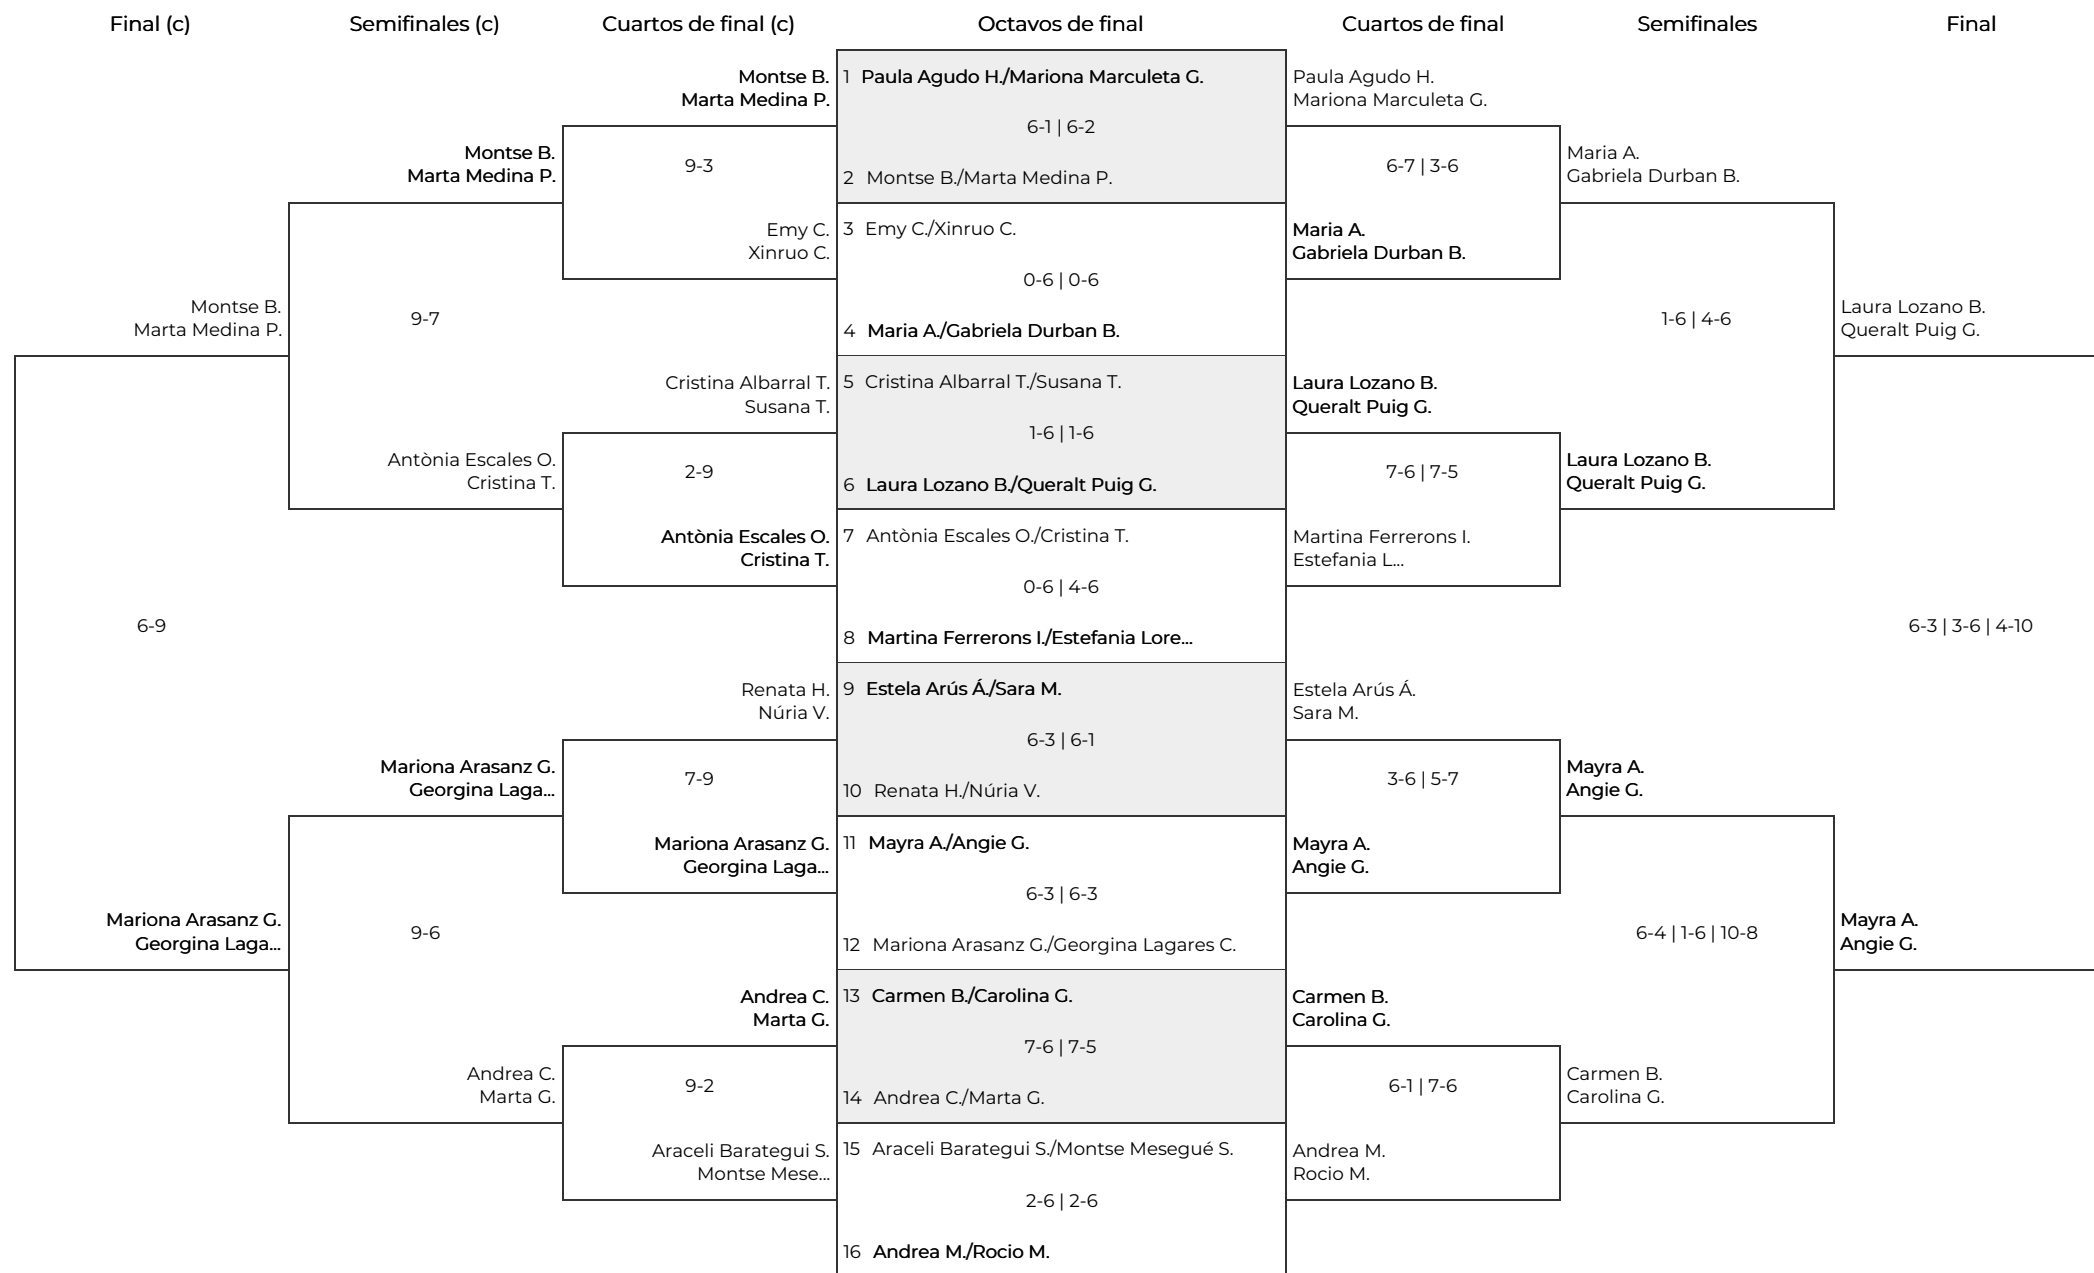 Final (c)
Semifinales (c)
Cuartos de final (c)
Octavos de final
Cuartos de final
Semifinales
Final
Montse B.
Marta Medina P.
6-9
Mariona Arasanz G.
Georgina Laga...
Montse B.
Marta Medina P.
9-7
Antònia Escales O.
Cristina T.
Mariona Arasanz G.
Georgina Laga...
9-6
Andrea C.
Marta G.
Montse B.
Marta Medina P.
9-3
Emy C.
Xinruo C.
Cristina Albarral T.
Susana T.
2-9
Antònia Escales O.
Cristina T.
Renata H.
Núria V.
7-9
Mariona Arasanz G.
Georgina Laga...
Andrea C.
Marta G.
9-2
Araceli Barategui S.
Montse Mese...
1 Paula Agudo H./Mariona Marculeta G.
6-1 | 6-2
2 Montse B./Marta Medina P.
3 Emy C./Xinruo C.
0-6 | 0-6
4 Maria A./Gabriela Durban B.
5 Cristina Albarral T./Susana T.
1-6 | 1-6
6 Laura Lozano B./Queralt Puig G.
7 Antònia Escales O./Cristina T.
0-6 | 4-6
8 Martina Ferrerons I./Estefania Lore...
9 Estela Arús Á./Sara M.
6-3 | 6-1
10 Renata H./Núria V.
11 Mayra A./Angie G.
6-3 | 6-3
12 Mariona Arasanz G./Georgina Lagares C.
13 Carmen B./Carolina G.
7-6 | 7-5
14 Andrea C./Marta G.
15 Araceli Barategui S./Montse Mesegué S.
2-6 | 2-6
16 Andrea M./Rocio M.
Paula Agudo H.
Mariona Marculeta G.
6-7 | 3-6
Maria A.
Gabriela Durban B.
Laura Lozano B.
Queralt Puig G.
7-6 | 7-5
Martina Ferrerons I.
Estefania L...
Estela Arús Á.
Sara M.
3-6 | 5-7
Mayra A.
Angie G.
Carmen B.
Carolina G.
6-1 | 7-6
Andrea M.
Rocio M.
Maria A.
Gabriela Durban B.
1-6 | 4-6
Laura Lozano B.
Queralt Puig G.
Mayra A.
Angie G.
6-4 | 1-6 | 10-8
Carmen B.
Carolina G.
Laura Lozano B.
Queralt Puig G.
6-3 | 3-6 | 4-10
Mayra A.
Angie G.